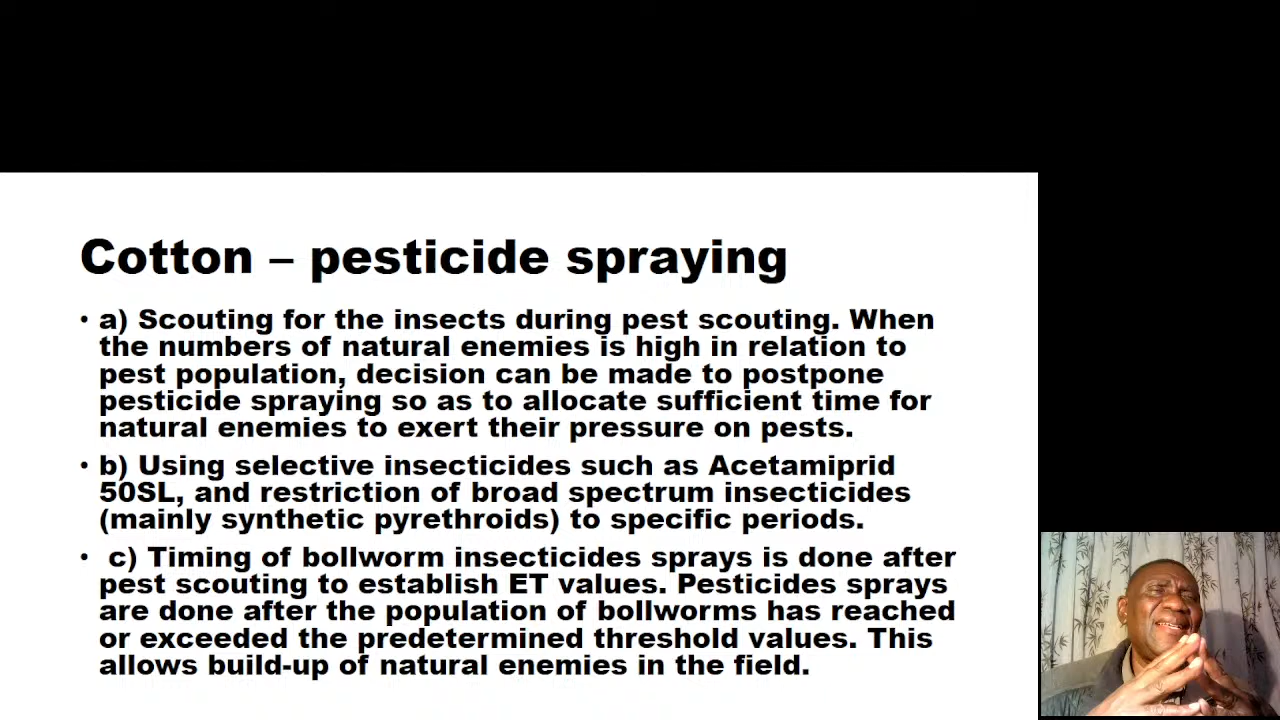 Cotton – pesticide spraying
• a) Scouting for the insects during pest scouting. When
the numbers of natural enemies is high in relation to
pest population, decision can be made to postpone
pesticide spraying so as to allocate sufficient time for
natural enemies to exert their pressure on pests.
• b) Using selective insecticides such as Acetamiprid
50SL, and restriction of broad spectrum insecticides
(mainly synthetic pyrethroids) to specific periods.
• c) Timing of bollworm insecticides sprays is done after
pest scouting to establish ET values. Pesticides sprays
are done after the population of bollworms has reached
or exceeded the predetermined threshold values. This
allows build-up of natural enemies in the field.